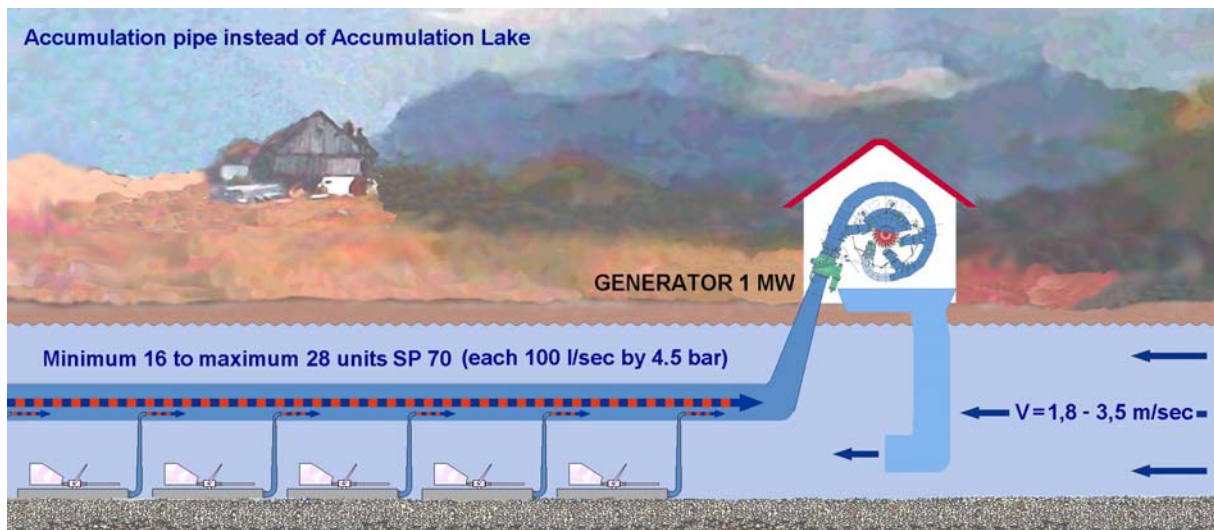 Accumulation pipe instead of Accumulation Lake
GENERATOR 1 MW
Minimum 16 to maximum 28 units SP 70 (each 100 l/sec by 4.5 bar)
V = 1,8 - 3,5 m/sec